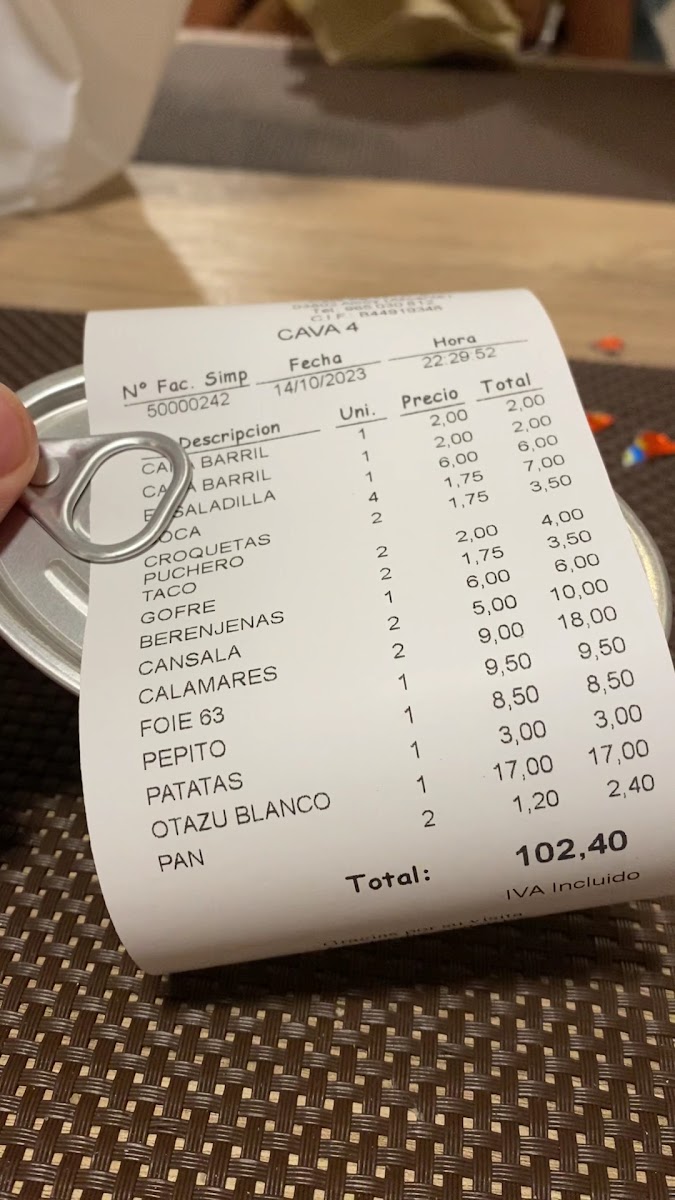 Tel.
C.I.F.
CAVA 4
Nº Fac. Simp Fecha Hora
50000242 14/10/2023 22:29:52
Descripcion Uni. Precio Total
BARRIL 1 2,00 2,00
BARRIL 1 2,00 2,00
ENSALADILLA 1 6,00 6,00
4 1,75 7,00
CROQUETAS 2 1,75 3,50
PUCHERO
TACO 2 2,00 4,00
GOFRE 2 1,75 3,50
BERENJENAS 1 6,00 6,00
CANSALA 2 5,00 10,00
CALAMARES 2 9,00 18,00
FOIE 63 1 9,50 9,50
PEPITO 1 8,50 8,50
PATATAS 1 3,00 3,00
OTAZU BLANCO 1 17,00 17,00
PAN 2 1,20 2,40
Total: 102,40
IVA Incluido
Gracias por su visita